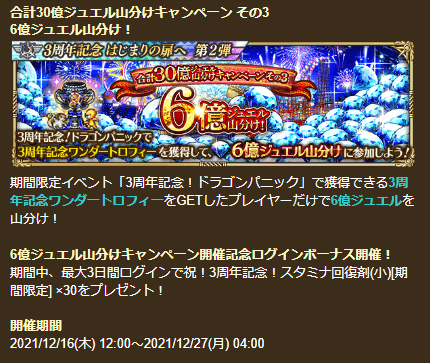 合計30億ジュエル山分けキャンペーン その3
6億ジュエル山分け！
3周年記念 はじまりの扉へ 第2弾
合計30億ジュエル山分けキャンペーンその3
6億ジュエル山分け!
3周年記念!ドラゴンパニックで
3周年記念ワンダートロフィーを獲得して、6億ジュエル山分けに参加しよう!
期間限定イベント「3周年記念！ドラゴンパニック」で獲得できる3周
年記念ワンダートロフィーをGETしたプレイヤーだけで6億ジュエルを
山分け！
6億ジュエル山分けキャンペーン開催記念ログインボーナス開催！
期間中、最大3日間ログインで祝！3周年記念！スタミナ回復剤(小)[期
間限定] ×30をプレゼント！
開催期間
2021/12/16(木) 12:00～2021/12/27(月) 04:00